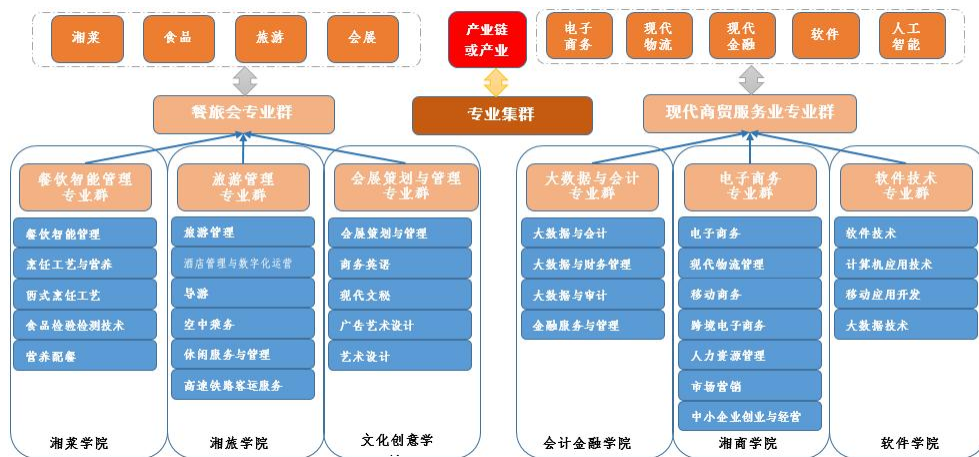 湘菜
食品
旅游
会展
产业链
或产业
电子
商务
现代
物流
现代
金融
软件
人工
智能
餐旅会专业群
专业集群
现代商贸服务业专业群
餐饮智能管理
专业群
旅游管理
专业群
会展策划与管理
专业群
大数据与会计
专业群
电子商务
专业群
软件技术
专业群
餐饮智能管理
烹饪工艺与营养
西式烹饪工艺
食品检验检测技术
营养配餐
湘菜学院
旅游管理
酒店管理与数字化运营
导游
空中乘务
休闲服务与管理
高速铁路客运服务
湘旅学院
会展策划与管理
商务英语
现代文秘
广告艺术设计
艺术设计
文化创意学
大数据与会计
大数据与财务管理
大数据与审计
金融服务与管理
会计金融学院
电子商务
现代物流管理
移动商务
跨境电子商务
人力资源管理
市场营销
中小企业创业与经营
湘商学院
软件技术
计算机应用技术
移动应用开发
大数据技术
软件学院